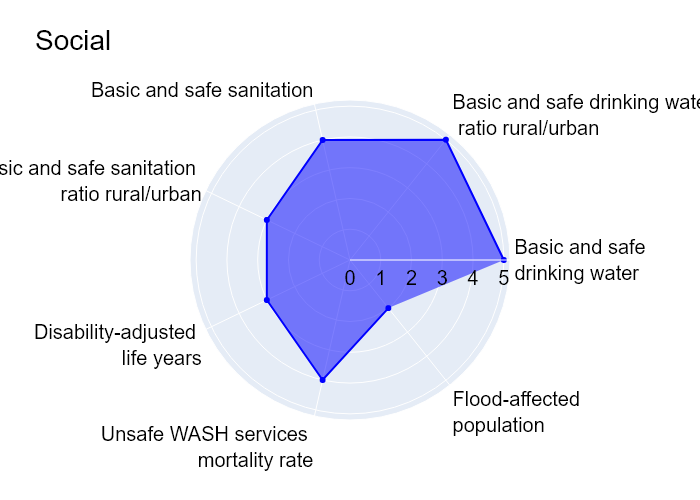 Social
Basic and safe sanitation
Basic and safe drinking wate
ratio rural/urban
sic and safe sanitation
ratio rural/urban
Basic and safe
drinking water
0 1 2 3 4 5
Disability-adjusted
life years
Flood-affected
population
Unsafe WASH services
mortality rate